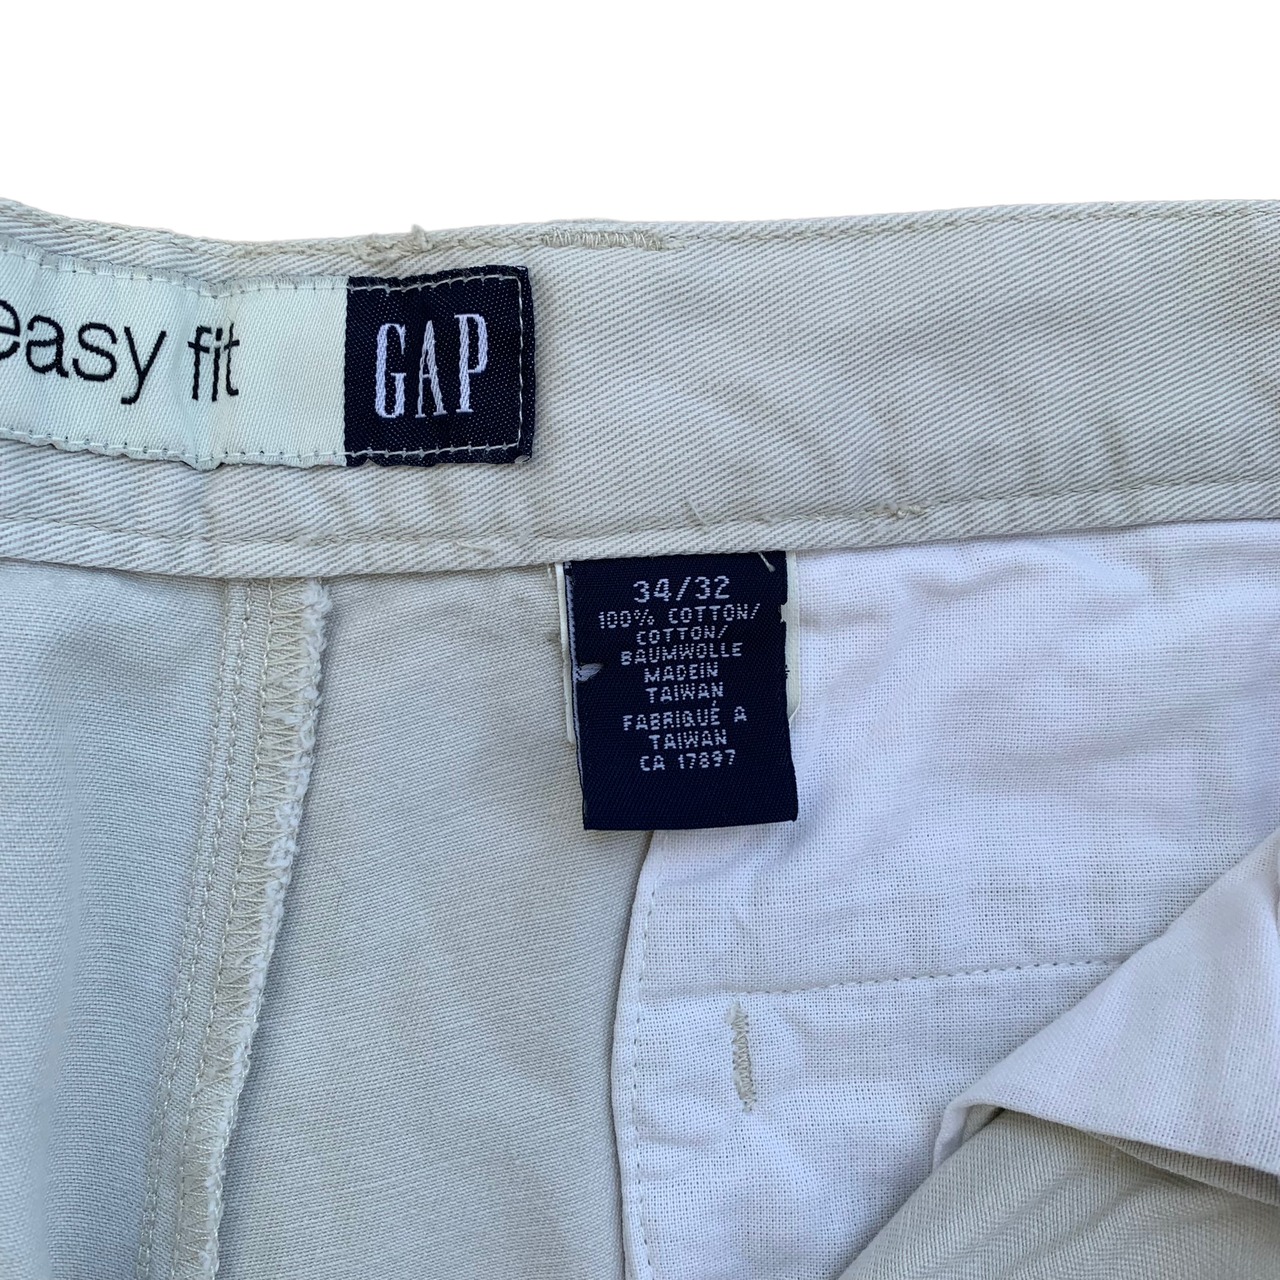 easy fit GAP
34/32
100% COTTON/
COTTON/
BAUMWOLLE
MADEIN
TAIWAN
FABRIQUÉ A
TAIWAN
CA 17897